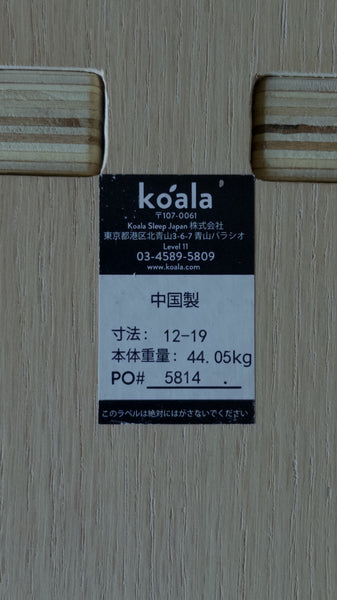 koala
〒107-0061
Koala Sleep Japan 株式会社
東京都港区北青山3-6-7 青山パラシオ
Level 11
03-4589-5809
www.koala.com
中国製
寸法: 12-19
本体重量: 44.05kg
PO# 5814 .
このラベルは絶対にはがさないでください